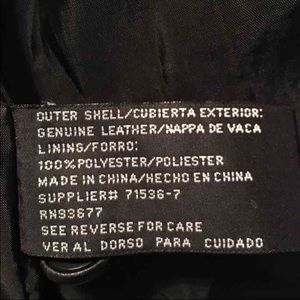 OUTER SHELL/CUBIERTA EXTERIOR:
GENUINE LEATHER/NAPPA DE VACA
LINING/FORRO:
100%POLYESTER/POLIESTER
MADE IN CHINA/HECHO EN CHINA
SUPPLIER# 71536-7
RN93677
SEE REVERSE FOR CARE
VER AL DORSO PARA CUIDADO